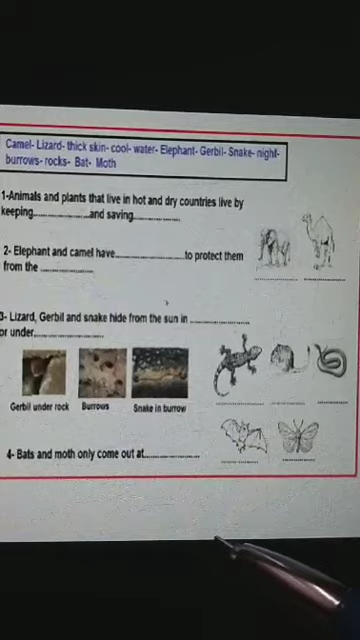 Camel- Lizard- thick skin- cool- water- Elephant- Gerbil- Snake- night-
burrows- rocks- Bat- Moth
1-Animals and plants that live in hot and dry countries live by
keeping....................and saving................
2- Elephant and camel have........................to protect them
from the ..................
3- Lizard, Gerbil and snake hide from the sun in ....................
or under........................
Gerbil under rock Burrows Snake in burrow
4- Bats and moth only come out at...................